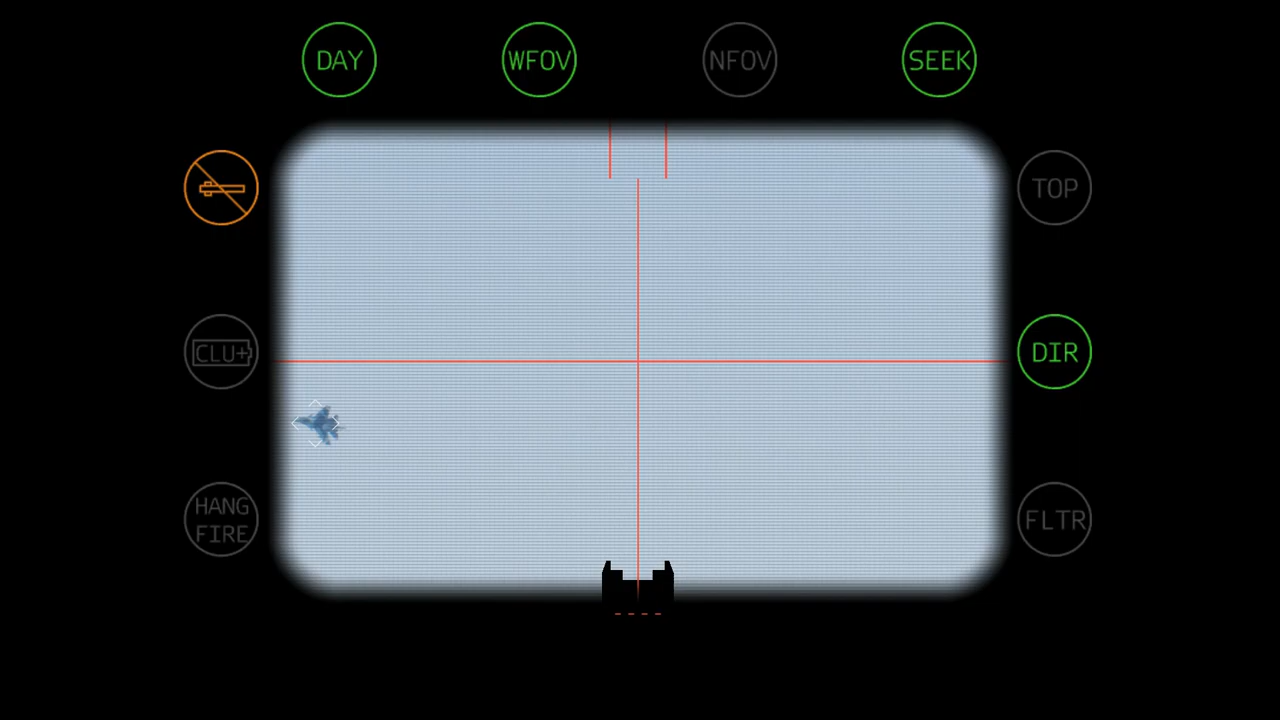 DAY
WFOV
NFOV
SEEK
TOP
CLU+
DIR
HANG
FIRE
FLTR